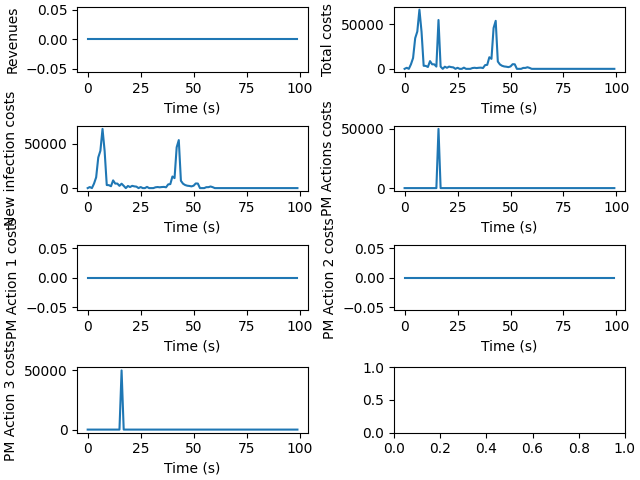 Revenues
0.05
0.00
−0.05
0 25 50 75 100
Time (s)
Total costs
50000
0
0 25 50 75 100
Time (s)
New infection costs
50000
0
0 25 50 75 100
Time (s)
PM Actions costs
50000
0
0 25 50 75 100
Time (s)
PM Action 1 costs
0.05
0.00
−0.05
0 25 50 75 100
Time (s)
PM Action 2 costs
0.05
0.00
−0.05
0 25 50 75 100
Time (s)
PM Action 3 costs
50000
0
0 25 50 75 100
Time (s)
1.0
0.5
0.0
0.0 0.2 0.4 0.6 0.8 1.0